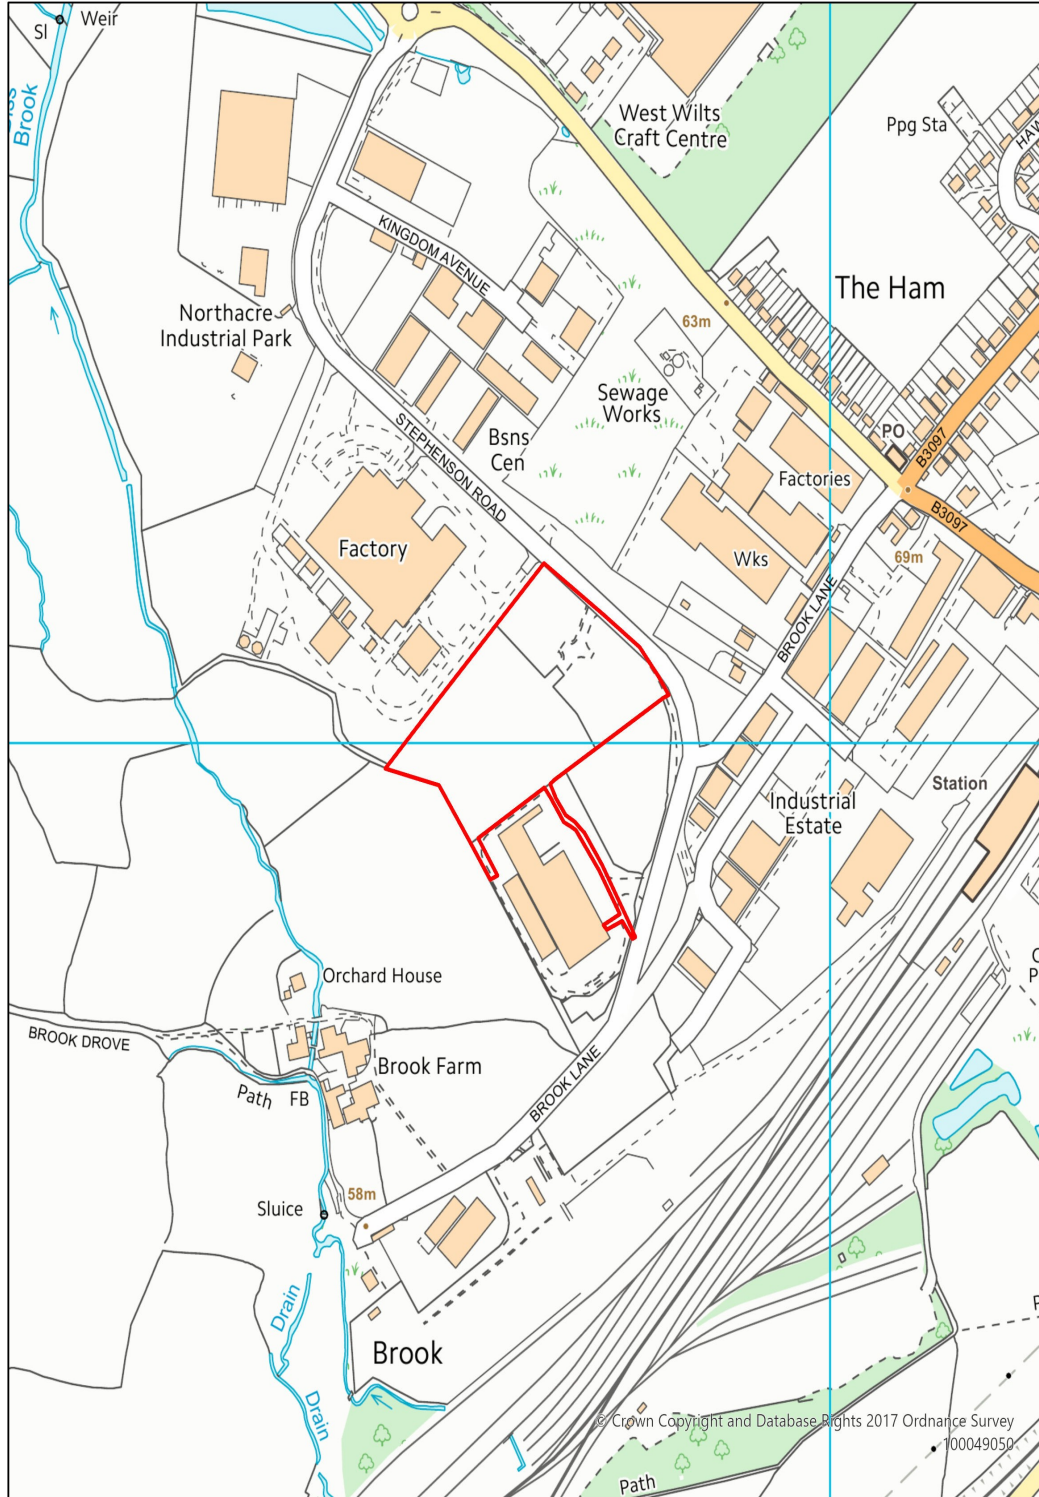 Weir
Sl
Brook
West Wilts
Craft Centre
Ppg Sta
KINGDOM AVENUE
The Ham
Northacre
Industrial Park
63m
Sewage
Works
STEPHENSON ROAD
Bsns
Cen
PO
B3097
Factories
B3097
Factory
Wks
69m
BROOK LANE
Station
Industrial
Estate
Orchard House
BROOK DROVE
Brook Farm
Path
FB
BROOK LANE
58m
Sluice
Drain
Brook
Drain
© Crown Copyright and Database Rights 2017 Ordnance Survey
100049050
Path